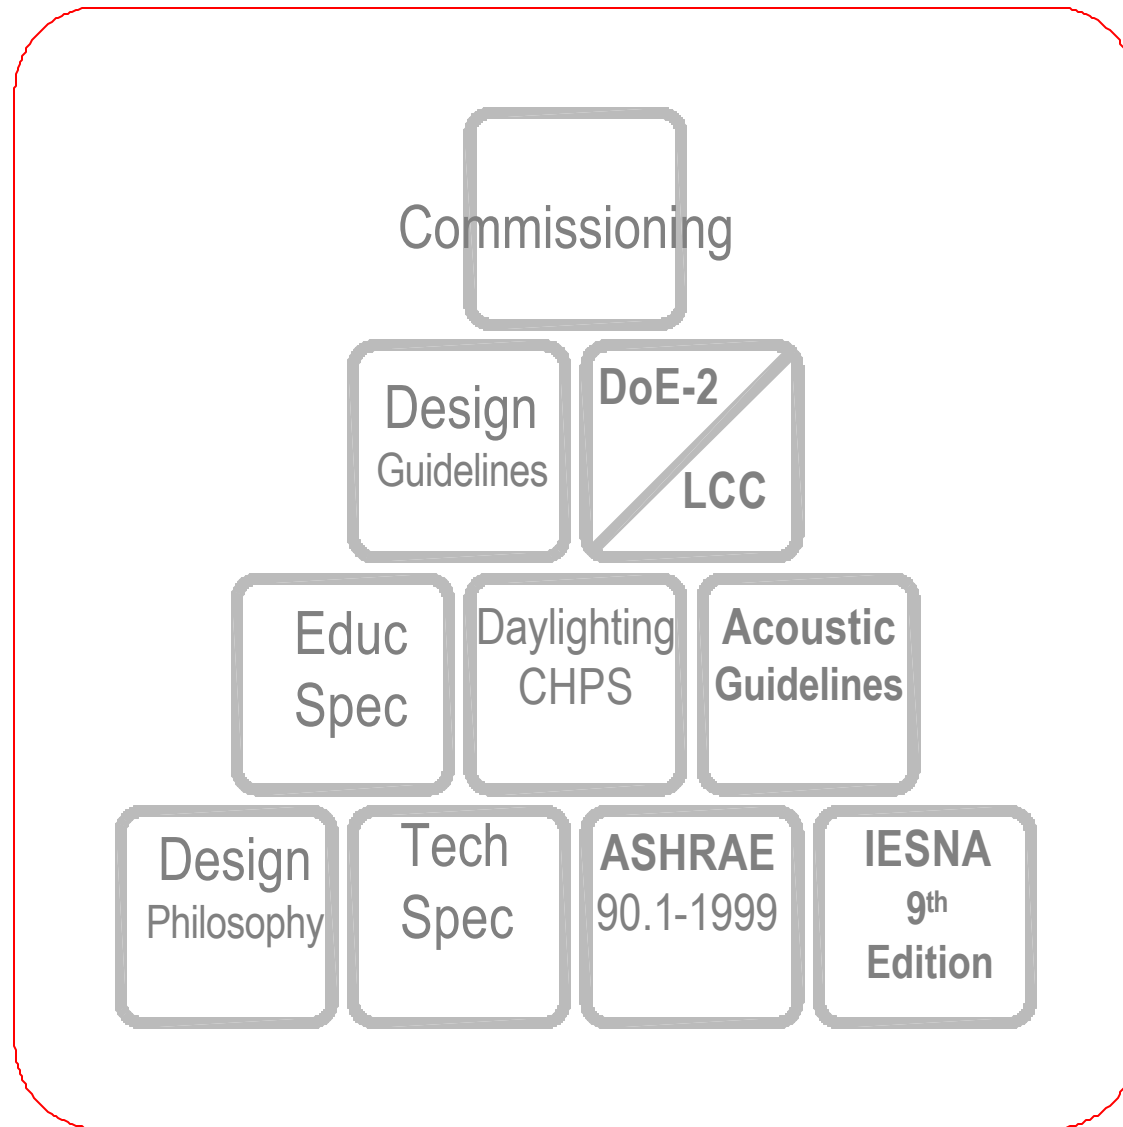 Commissioning
Design
Guidelines
DoE-2
LCC
Educ
Spec
Daylighting
CHPS
Acoustic
Guidelines
Design
Philosophy
Tech
Spec
ASHRAE
90.1-1999
IESNA
9th
Edition